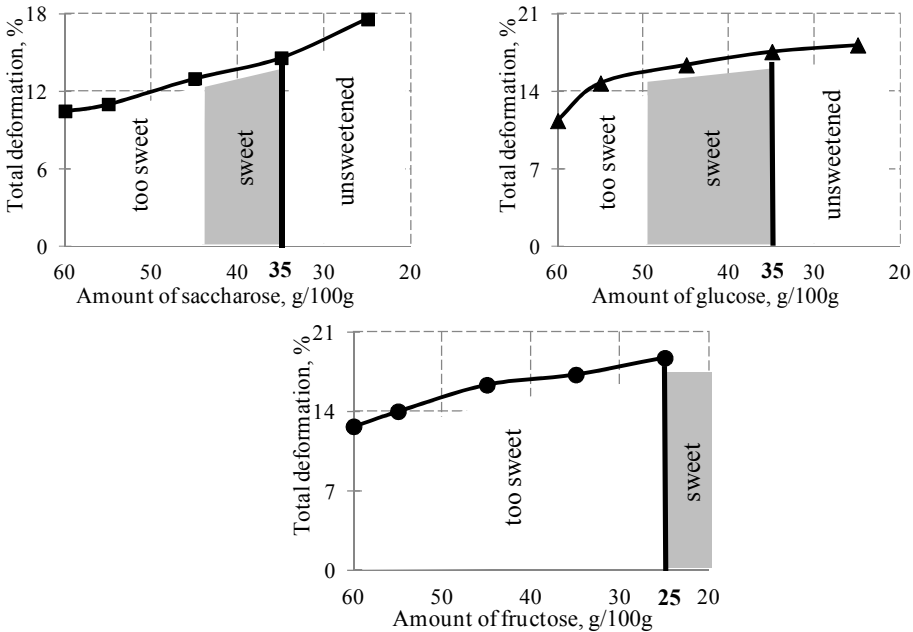 Total deformation, %
18
12
6
0
too sweet
sweet
unsweetened
60 50 40 35 30 20
Amount of saccharose, g/100g
Total deformation, %
21
14
7
0
too sweet
sweet
unsweetened
60 50 40 35 30 20
Amount of glucose, g/100g
Total deformation, %
21
14
7
0
too sweet
sweet
60 50 40 30 25 20
Amount of fructose, g/100g